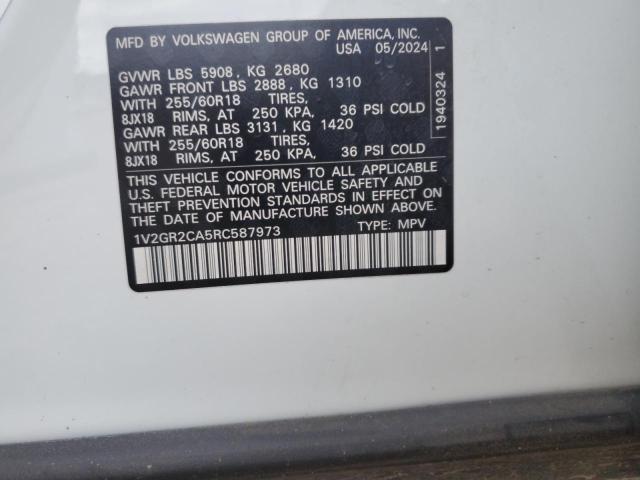 MFD BY VOLKSWAGEN GROUP OF AMERICA, INC.
USA 05/2024
GVWR LBS 5908, KG 2680
GAWR FRONT LBS 2888, KG 1310
WITH 255/60R18 TIRES,
8JX18 RIMS, AT 250 KPA, 36 PSI COLD
GAWR REAR LBS 3131, KG 1420
WITH 255/60R18 TIRES,
8JX18 RIMS, AT 250 KPA, 36 PSI COLD
THIS VEHICLE CONFORMS TO ALL APPLICABLE
U.S. FEDERAL MOTOR VEHICLE SAFETY AND
THEFT PREVENTION STANDARDS IN EFFECT ON
THE DATE OF MANUFACTURE SHOWN ABOVE.
1V2GR2CA5RC587973 TYPE: MPV
1940324 1